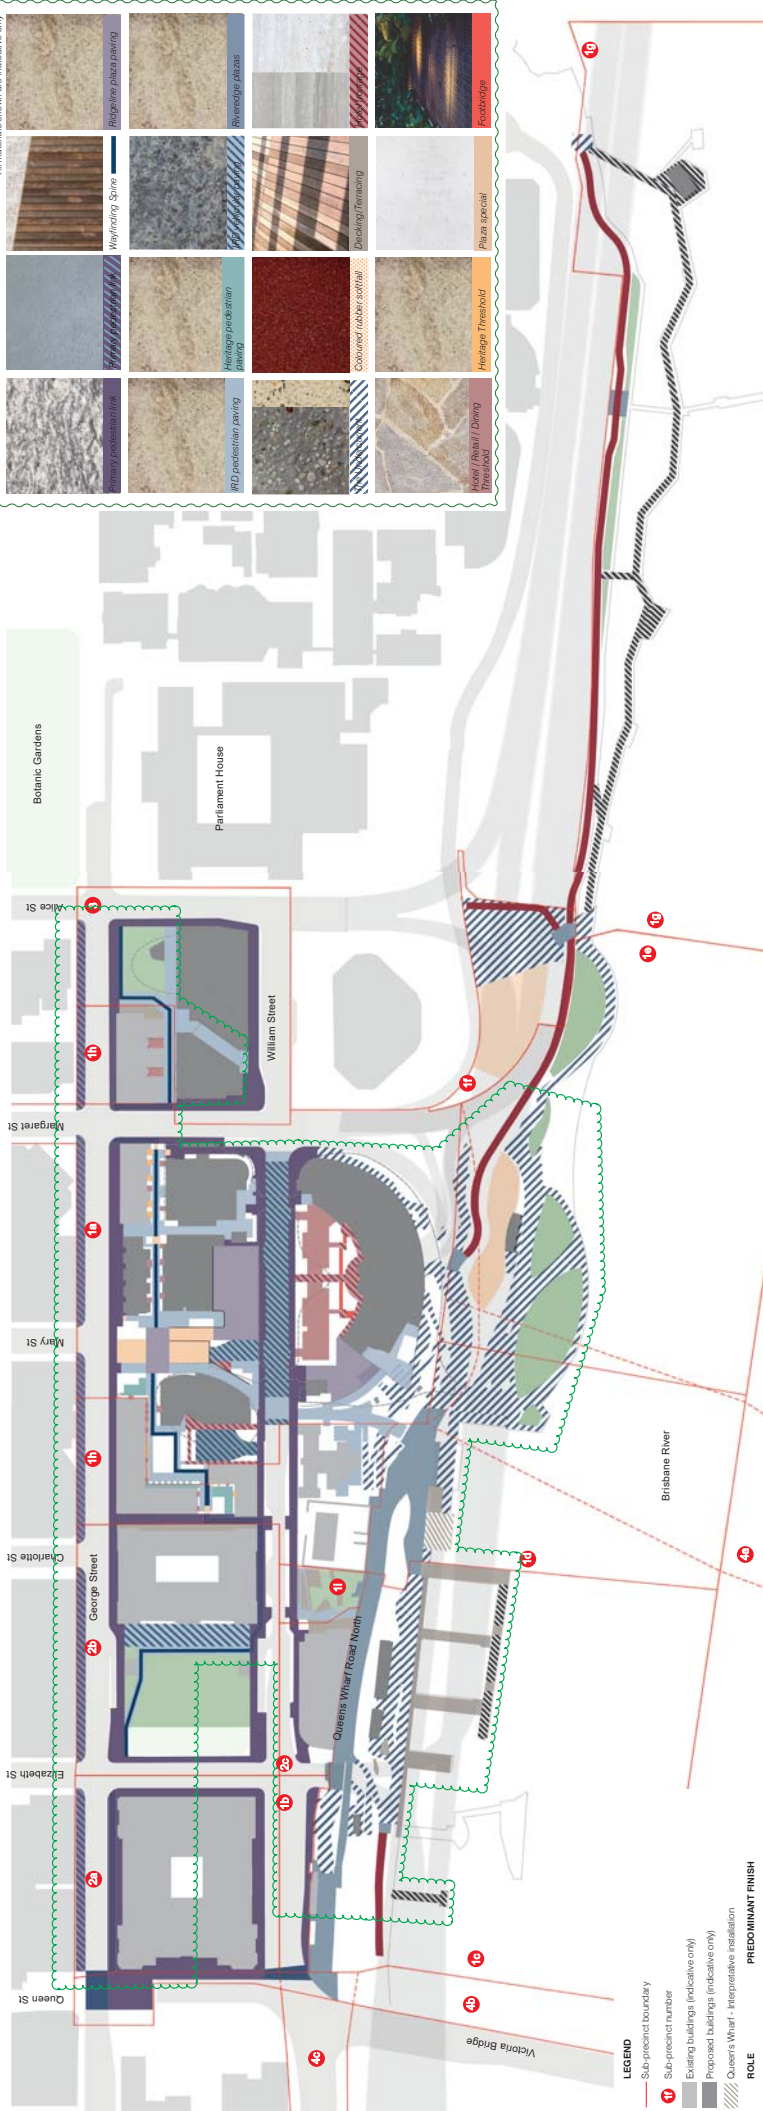 Ridgeline plaza paving
Riveredge plazas
Footbridge
Wayfinding Spine
Decking/Terracing
Plaza special
Heritage pedestrian
paving
Coloured rubber softfall
Heritage Threshold
Primary pedestrian link
IRD pedestrian paving
Hotel / Retail / Dining
Threshold
Botanic Gardens
Parliament House
Alice St
1h
William Street
Margaret St
1a
Mary St
1h
Charlotte St
George Street
2b
Elizabeth St
2a
Queen St
1g
1g
1e
1f
1i
Queens Wharf Road North
2c
1b
1d
Brisbane River
4a
1c
4b
4c
Victoria Bridge
LEGEND
Sub-precinct boundary
1f
Sub-precinct number
Existing buildings (indicative only)
Proposed buildings (indicative only)
Queen's Wharf - Interpretative installation
ROLE
PREDOMINANT FINISH